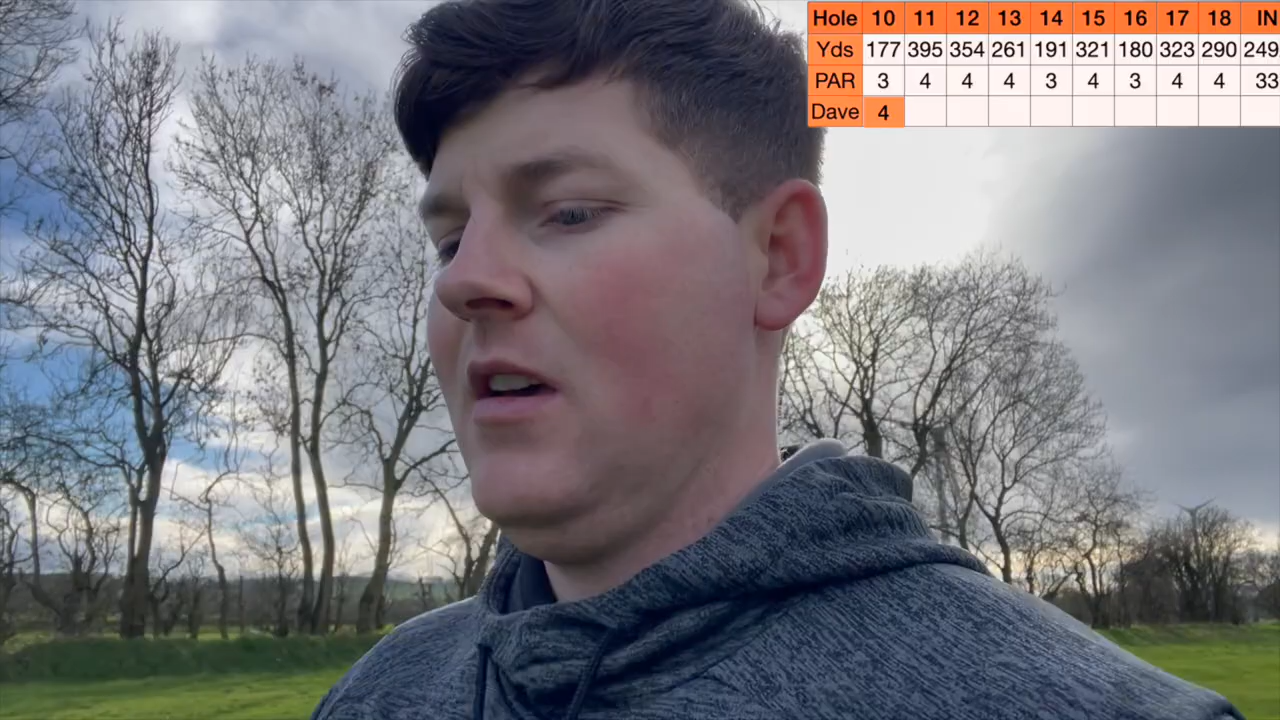 Hole 10 11 12 13 14 15 16 17 18 IN
Yds 177 395 354 261 191 321 180 323 290 249
PAR 3 4 4 4 3 4 3 4 4 33
Dave 4